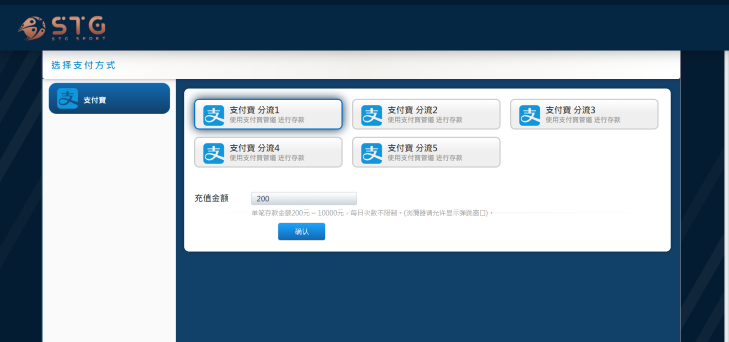 STG
STG SPORT
选择支付方式
支付寶
支付寶 分流1
使用支付寶管道 进行存款
支付寶 分流2
使用支付寶管道 进行存款
支付寶 分流3
使用支付寶管道 进行存款
支付寶 分流4
使用支付寶管道 进行存款
支付寶 分流5
使用支付寶管道 进行存款
充值金额
200
单笔存款金额200元 ~ 10000元，每日次数不限制，(浏览器请允许显示弹跳窗口)。
确认